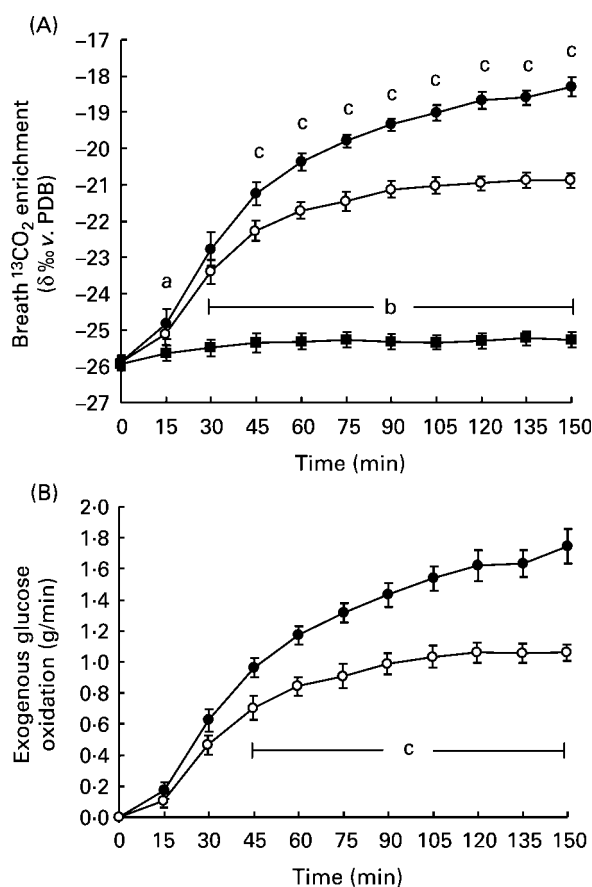 (A)
Breath ¹³CO₂ enrichment
(δ‰ v. PDB)
−17
−18
−19
−20
−21
−22
−23
−24
−25
−26
−27
a
c
c
c
c
c
c
c
c
b
0 15 30 45 60 75 90 105 120 135 150
Time (min)
(B)
Exogenous glucose
oxidation (g/min)
2·0
1·8
1·6
1·4
1·2
1·0
0·8
0·6
0·4
0·2
0·0
c
0 15 30 45 60 75 90 105 120 135 150
Time (min)